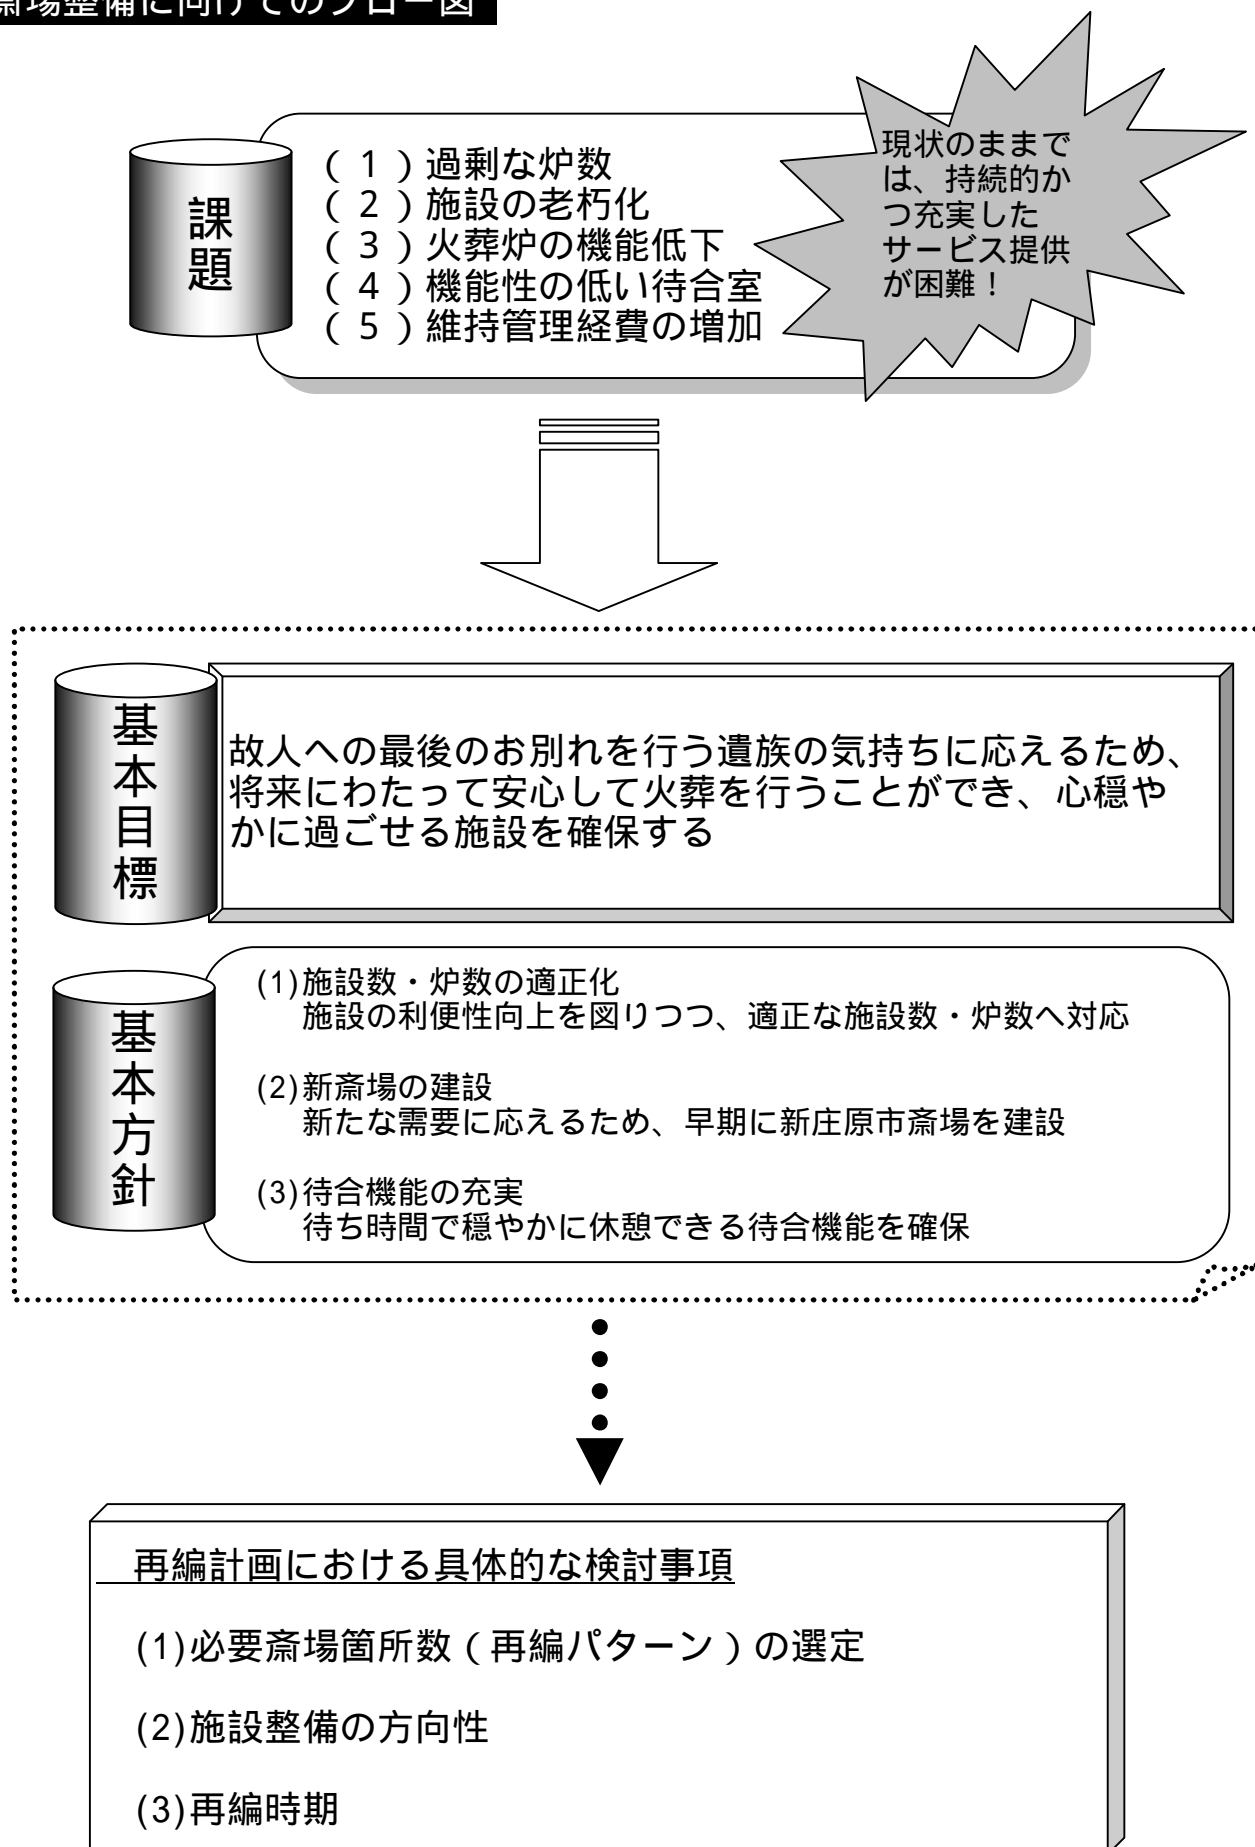 斎場整備に向けてのフロー図
課題
(1)過剰な炉数
(2)施設の老朽化
(3)火葬炉の機能低下
(4)機能性の低い待合室
(5)維持管理経費の増加
現状のままで
は、持続的か
つ充実した
サービス提供
が困難!
基本目標
故人への最後のお別れを行う遺族の気持ちに応えるため、
将来にわたって安心して火葬を行うことができ、心穏や
かに過ごせる施設を確保する
基本方針
(1)施設数・炉数の適正化
施設の利便性向上を図りつつ、適正な施設数・炉数へ対応
(2)新斎場の建設
新たな需要に応えるため、早期に新庄原市斎場を建設
(3)待合機能の充実
待ち時間で穏やかに休憩できる待合機能を確保
再編計画における具体的な検討事項
(1)必要斎場箇所数(再編パターン)の選定
(2)施設整備の方向性
(3)再編時期